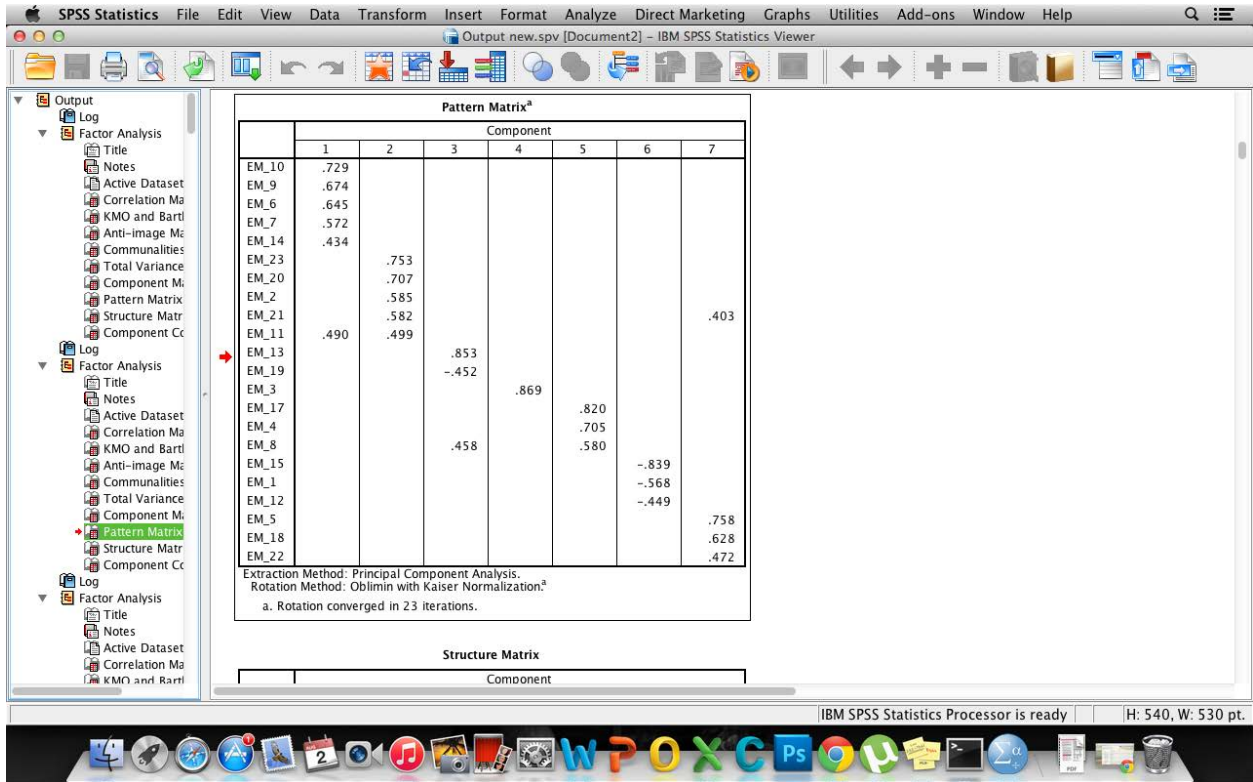 SPSS Statistics File Edit View Data Transform Insert Format Analyze Direct Marketing Graphs Utilities Add-ons Window Help
Output new.spv [Document2] – IBM SPSS Statistics Viewer
Output
Log
Factor Analysis
Title
Notes
Active Dataset
Correlation Ma
KMO and Bartl
Anti-image Ma
Communalities
Total Variance
Component Ma
Pattern Matrix
Structure Matr
Component Co
Log
Factor Analysis
Title
Notes
Active Dataset
Correlation Ma
KMO and Bartl
Anti-image Ma
Communalities
Total Variance
Component Ma
Pattern Matrix
Structure Matr
Component Co
Log
Factor Analysis
Title
Notes
Active Dataset
Correlation Ma
KMO and Bartl
Pattern Matrixa
Component
1 2 3 4 5 6 7
EM_10 .729
EM_9 .674
EM_6 .645
EM_7 .572
EM_14 .434
EM_23 .753
EM_20 .707
EM_2 .585
EM_21 .582 .403
EM_11 .490 .499
EM_13 .853
EM_19 -.452
EM_3 .869
EM_17 .820
EM_4 .705
EM_8 .458 .580
EM_15 -.839
EM_1 -.568
EM_12 -.449
EM_5 .758
EM_18 .628
EM_22 .472
Extraction Method: Principal Component Analysis.
Rotation Method: Oblimin with Kaiser Normalization.a
a. Rotation converged in 23 iterations.
Structure Matrix
Component
IBM SPSS Statistics Processor is ready H: 540, W: 530 pt.
1 2 W P O X C Ps Σα PDF